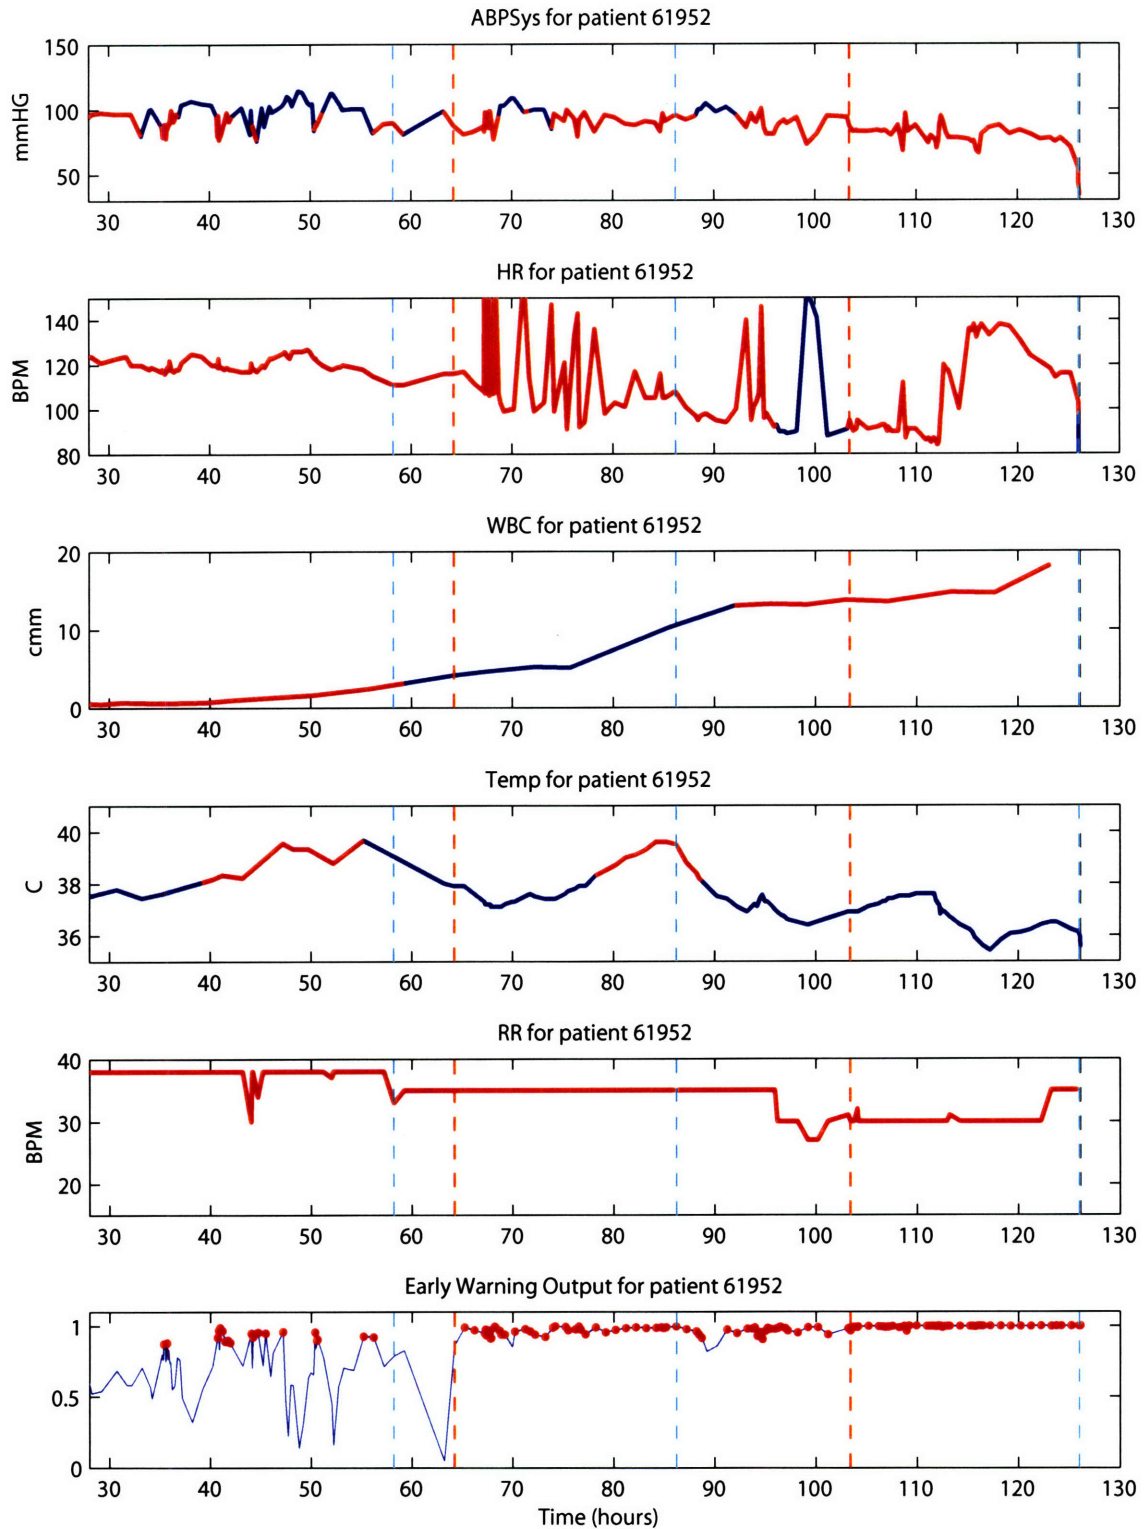 ABPSys for patient 61952
150
100
50
mmHG
30 40 50 60 70 80 90 100 110 120 130
HR for patient 61952
140
120
100
80
BPM
30 40 50 60 70 80 90 100 110 120 130
WBC for patient 61952
20
10
0
cmm
30 40 50 60 70 80 90 100 110 120 130
Temp for patient 61952
40
38
36
C
30 40 50 60 70 80 90 100 110 120 130
RR for patient 61952
40
30
20
BPM
30 40 50 60 70 80 90 100 110 120 130
Early Warning Output for patient 61952
1
0.5
0
30 40 50 60 70 80 90 100 110 120 130
Time (hours)